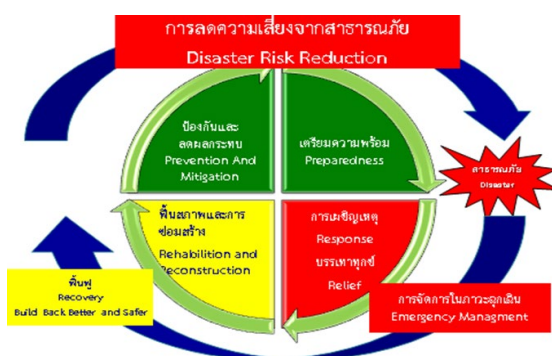 การลดความเสี่ยงจากสาธารณภัย
Disaster Risk Reduction
ป้องกันและ
ลดผลกระทบ
Prevention And
Mitigation
เตรียมความพร้อม
Preparedness
สาธารณภัย
Disaster
ฟื้นสภาพและการ
ซ่อมสร้าง
Rehabilition and
Reconstruction
การเผชิญเหตุ
Response
บรรเทาทุกข์
Relief
ฟื้นฟู
Recovery
Build Back Better and Safer
การจัดการในภาวะฉุกเฉิน
Emergency Managment